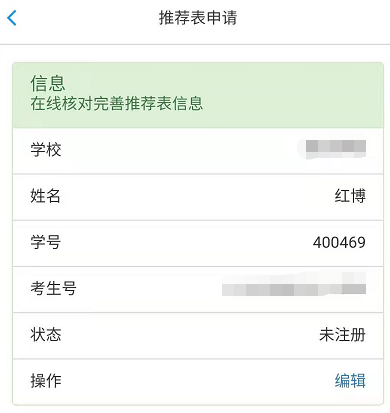 推荐表申请
信息
在线核对完善推荐表信息
学校
姓名 红博
学号 400469
考生号
状态 未注册
操作 编辑